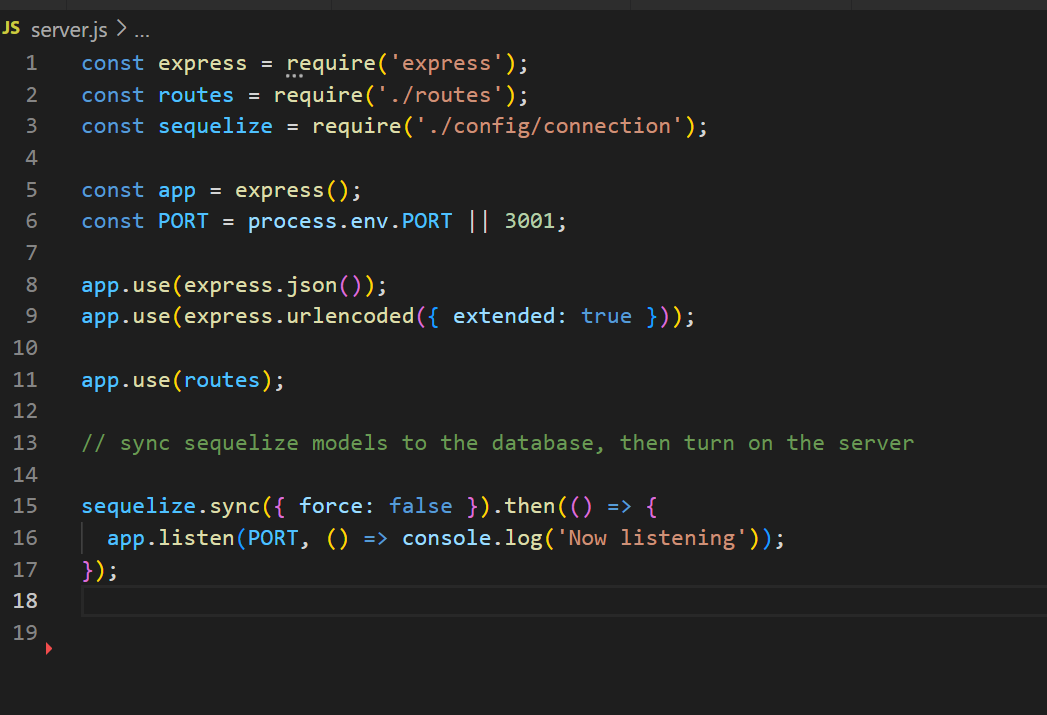 JS server.js > ...
1 const express = require('express');
2 const routes = require('./routes');
3 const sequelize = require('./config/connection');
4
5 const app = express();
6 const PORT = process.env.PORT || 3001;
7
8 app.use(express.json());
9 app.use(express.urlencoded({ extended: true }));
10
11 app.use(routes);
12
13 // sync sequelize models to the database, then turn on the server
14
15 sequelize.sync({ force: false }).then(() => {
16   app.listen(PORT, () => console.log('Now listening'));
17 });
18
19